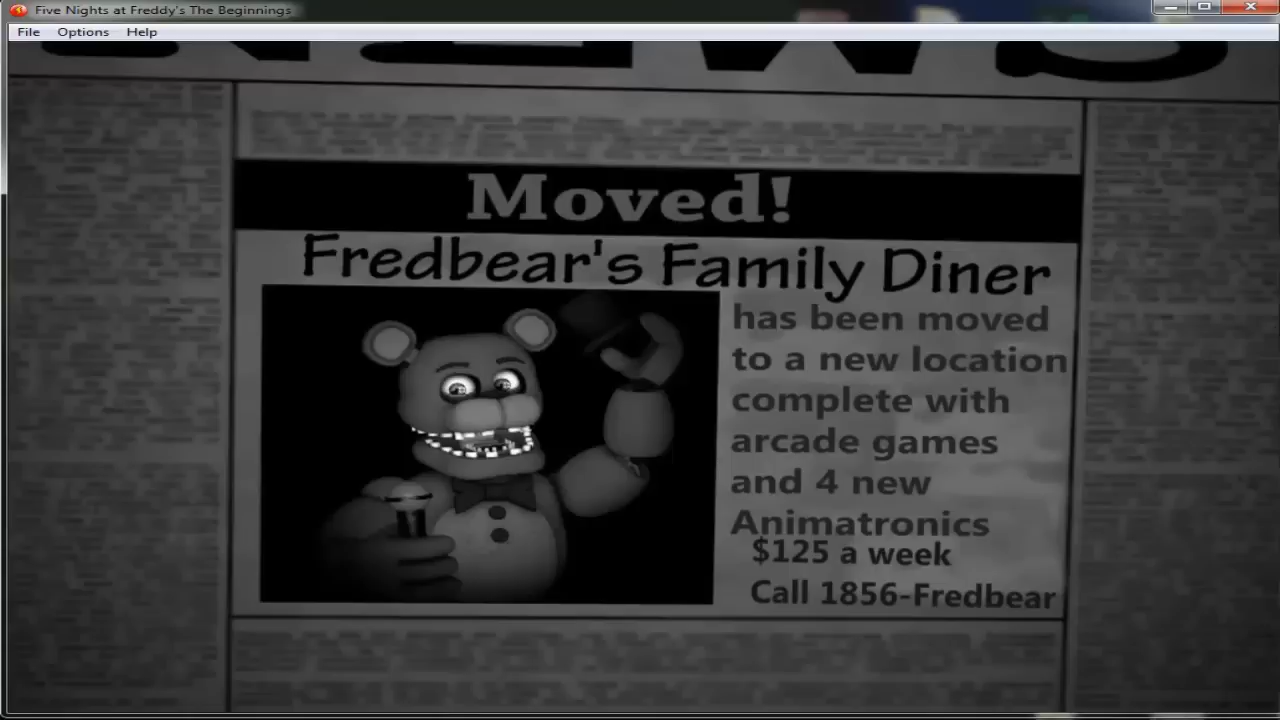 Five Nights at Freddy's The Beginnings
File Options Help
NEWS
Moved!
Fredbear's Family Diner
has been moved
to a new location
complete with
arcade games
and 4 new
Animatronics
$125 a week
Call 1856-Fredbear